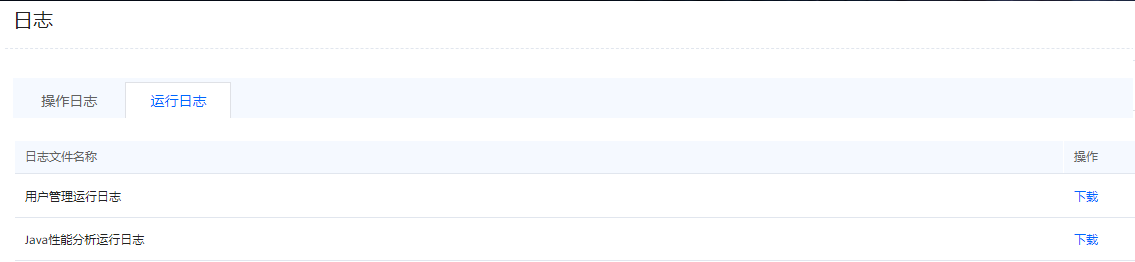 日志
操作日志 运行日志
日志文件名称 操作
用户管理运行日志 下载
Java性能分析运行日志 下载